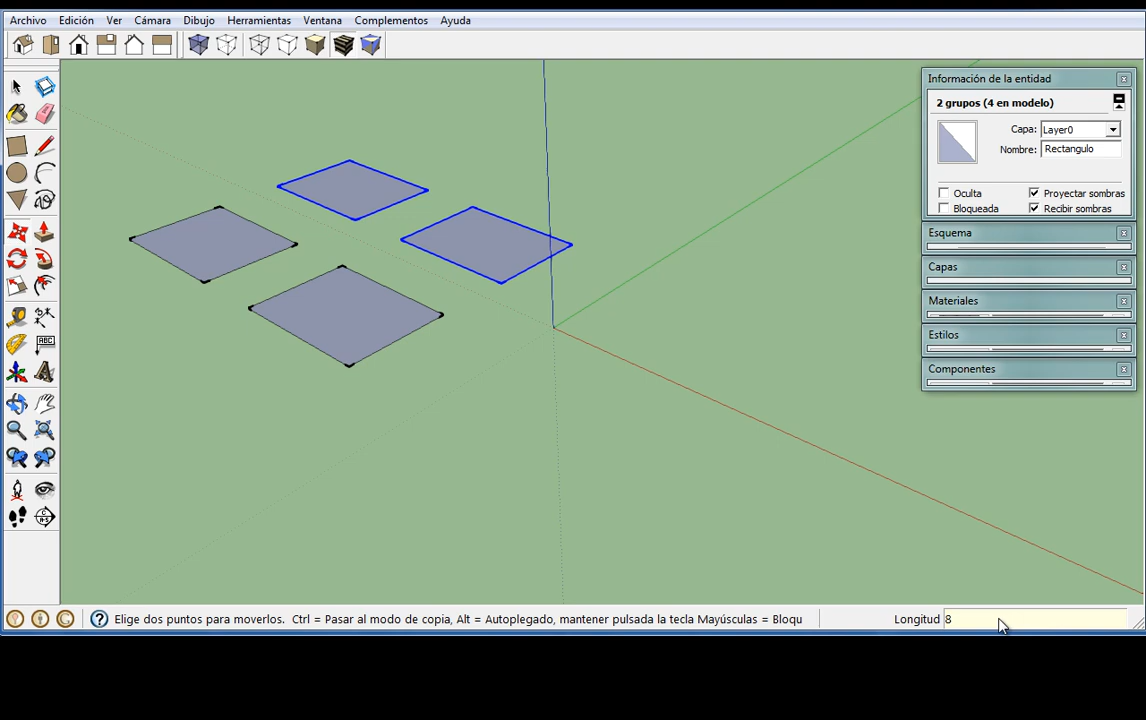 Archivo Edición Ver Cámara Dibujo Herramientas Ventana Complementos Ayuda
Información de la entidad
2 grupos (4 en modelo)
Capa: Layer0
Nombre: Rectangulo
Oculta Proyectar sombras
Bloqueada Recibir sombras
Esquema
Capas
Materiales
Estilos
Componentes
ABC
Elige dos puntos para moverlos. Ctrl = Pasar al modo de copia, Alt = Autoplegado, mantener pulsada la tecla Mayúsculas = Bloqu
Longitud 8